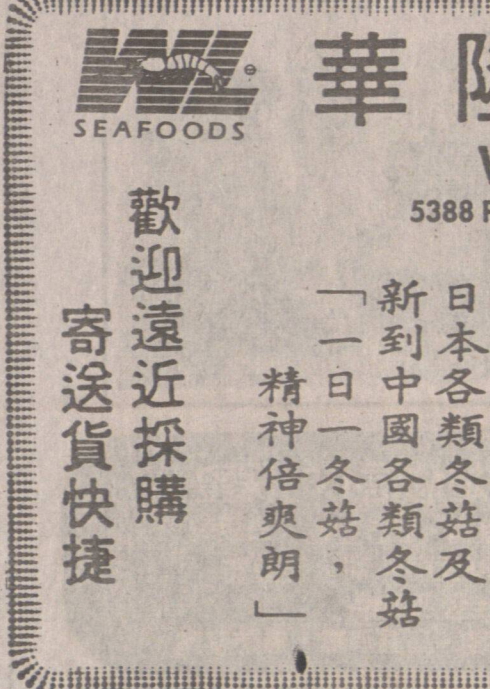 WL
SEAFOODS
華
5388
日本各類冬菇及
新到中國各類冬菇
「一日一冬菇，
精神倍爽朗」
歡迎遠近採購
寄送貨快捷